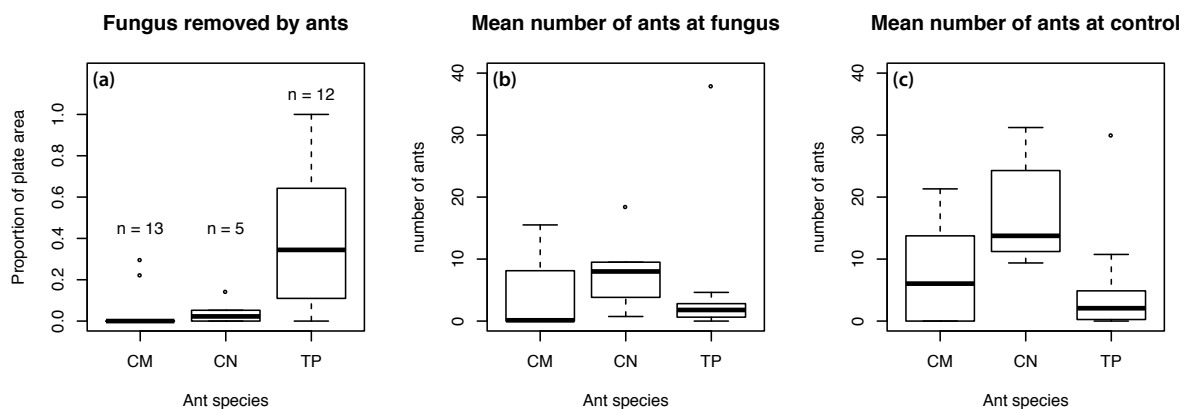 Fungus removed by ants
(a)
n = 12
n = 13
n = 5
Proportion of plate area
1.0
0.8
0.6
0.4
0.2
0.0
CM CN TP
Ant species
Mean number of ants at fungus
(b)
number of ants
40
30
20
10
0
CM CN TP
Ant species
Mean number of ants at control
(c)
number of ants
40
30
20
10
0
CM CN TP
Ant species